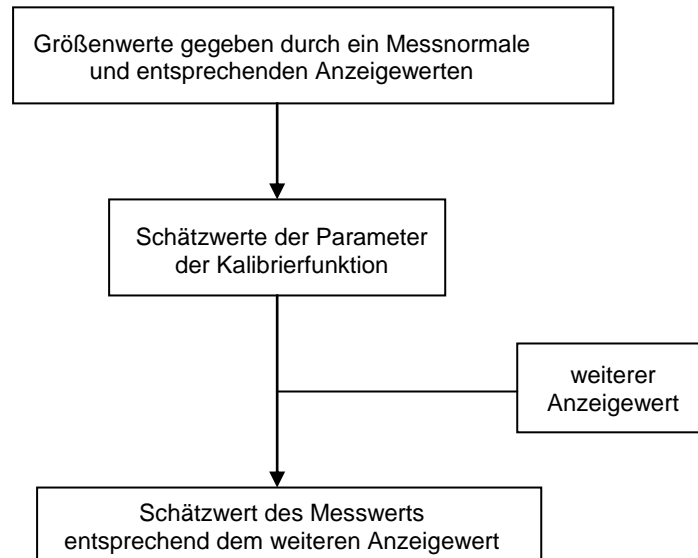 Größenwerte gegeben durch ein Messnormale
und entsprechenden Anzeigewerten
Schätzwerte der Parameter
der Kalibrierfunktion
weiterer
Anzeigewert
Schätzwert des Messwerts
entsprechend dem weiteren Anzeigewert